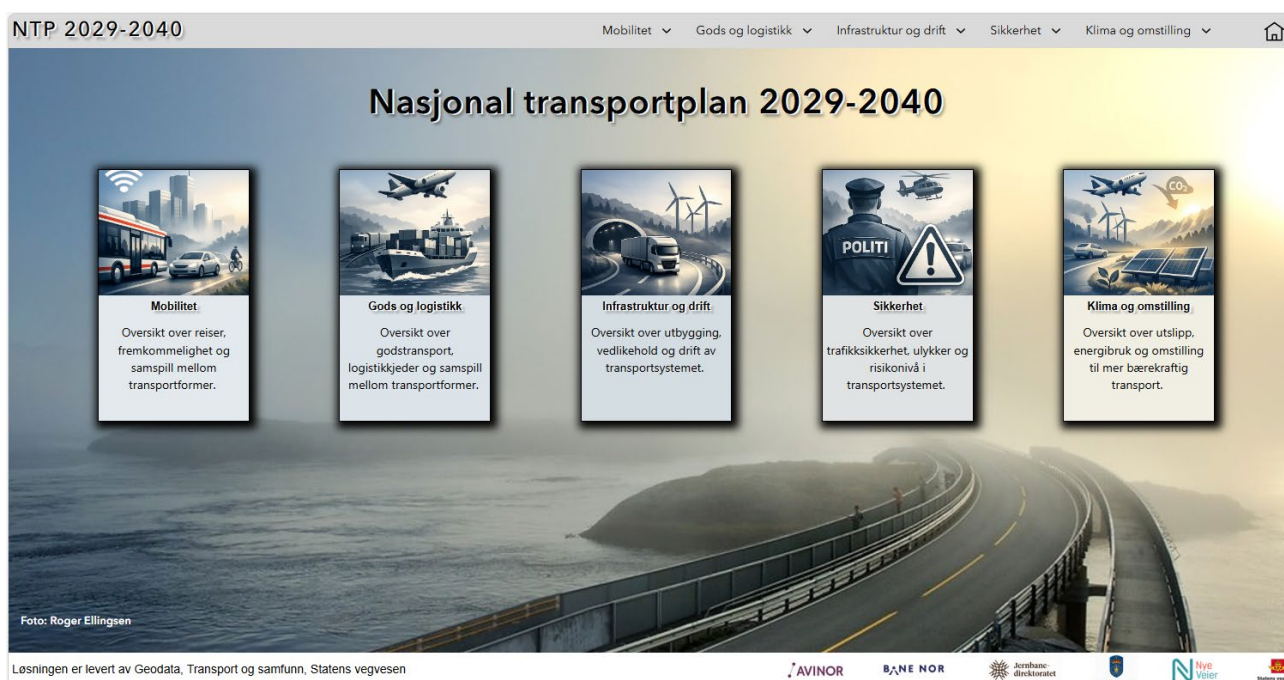 NTP 2029-2040
Mobilitet
Gods og logistikk
Infrastruktur og drift
Sikkerhet
Klima og omstilling
Nasjonal transportplan 2029-2040
Mobilitet
Oversikt over reiser,
fremkommelighet og
samspill mellom
transportformer.
Gods og logistikk
Oversikt over
godstransport,
logistikkjeder og samspill
mellom transportformer.
Infrastruktur og drift
Oversikt over utbygging,
vedlikehold og drift av
transportsystemet.
POLITI
Sikkerhet
Oversikt over
trafikksikkerhet, ulykker og
risikonivå i
transportsystemet.
CO2
Klima og omstilling
Oversikt over utslipp,
energibruk og omstilling
til mer bærekraftig
transport.
Foto: Roger Ellingsen
Løsningen er levert av Geodata, Transport og samfunn, Statens vegvesen
AVINOR
BANE NOR
Jernbane-
direktoratet
Nye
Veier